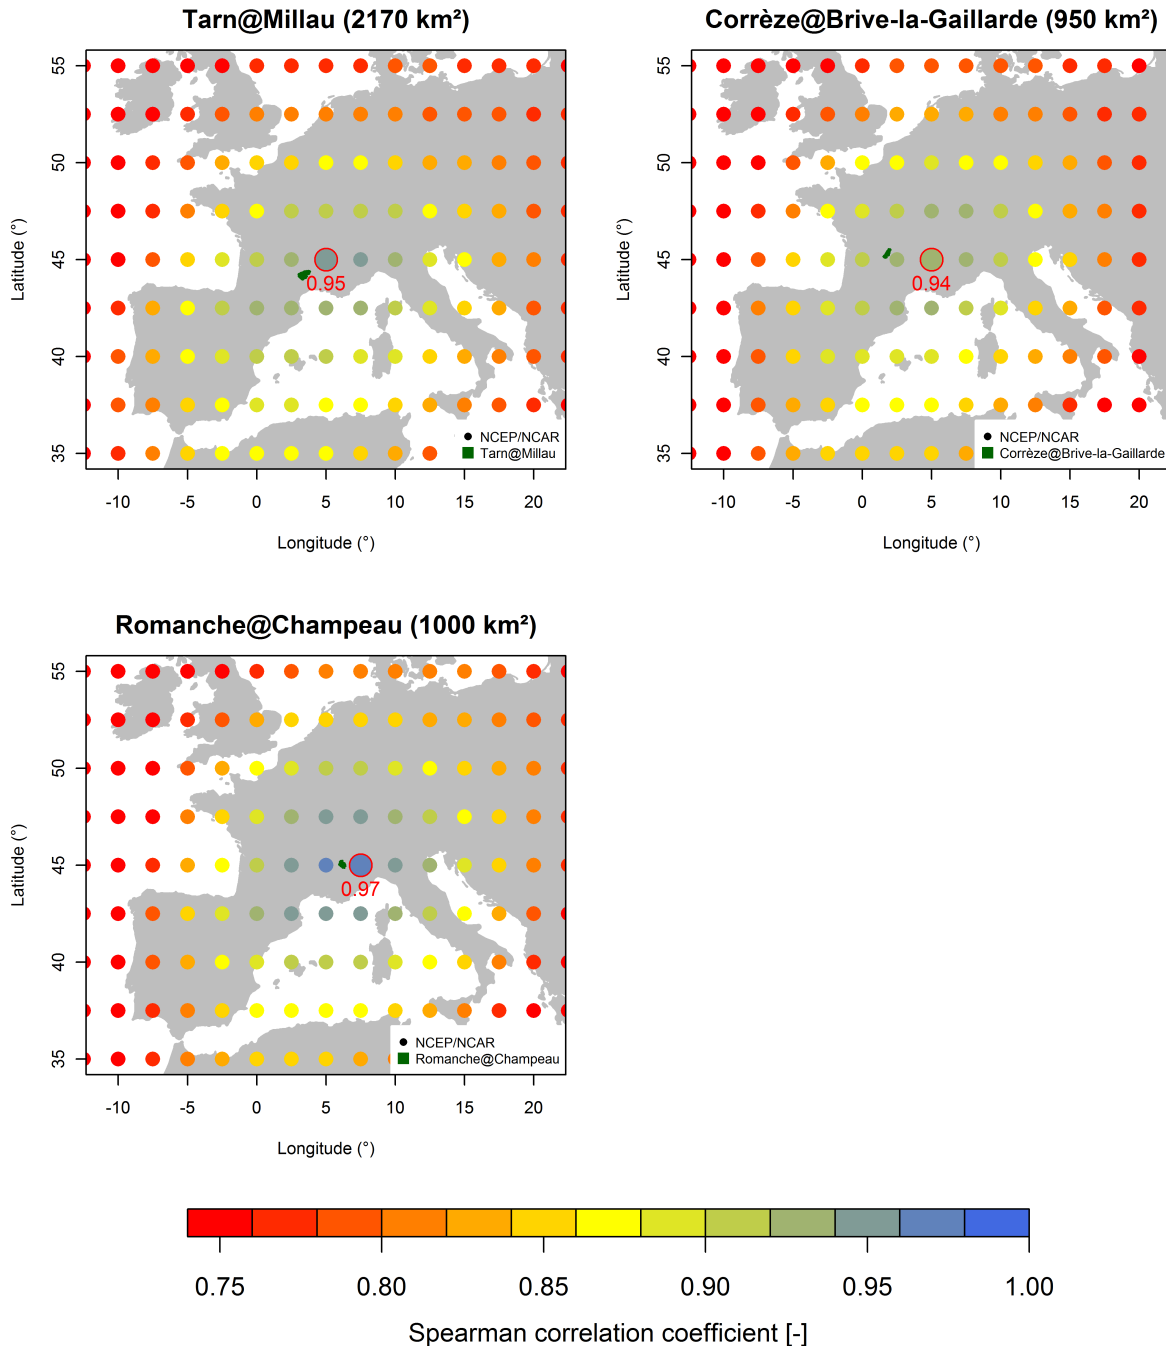 Tarn@Millau (2170 km²)
55
50
45
40
35
Latitude (°)
0.95
NCEP/NCAR
Tarn@Millau
-10 -5 0 5 10 15 20
Longitude (°)
Corrèze@Brive-la-Gaillarde (950 km²)
55
50
45
40
35
Latitude (°)
0.94
NCEP/NCAR
Corrèze@Brive-la-Gaillarde
-10 -5 0 5 10 15 20
Longitude (°)
Romanche@Champeau (1000 km²)
55
50
45
40
35
Latitude (°)
0.97
NCEP/NCAR
Romanche@Champeau
-10 -5 0 5 10 15 20
Longitude (°)
0.75 0.80 0.85 0.90 0.95 1.00
Spearman correlation coefficient [-]